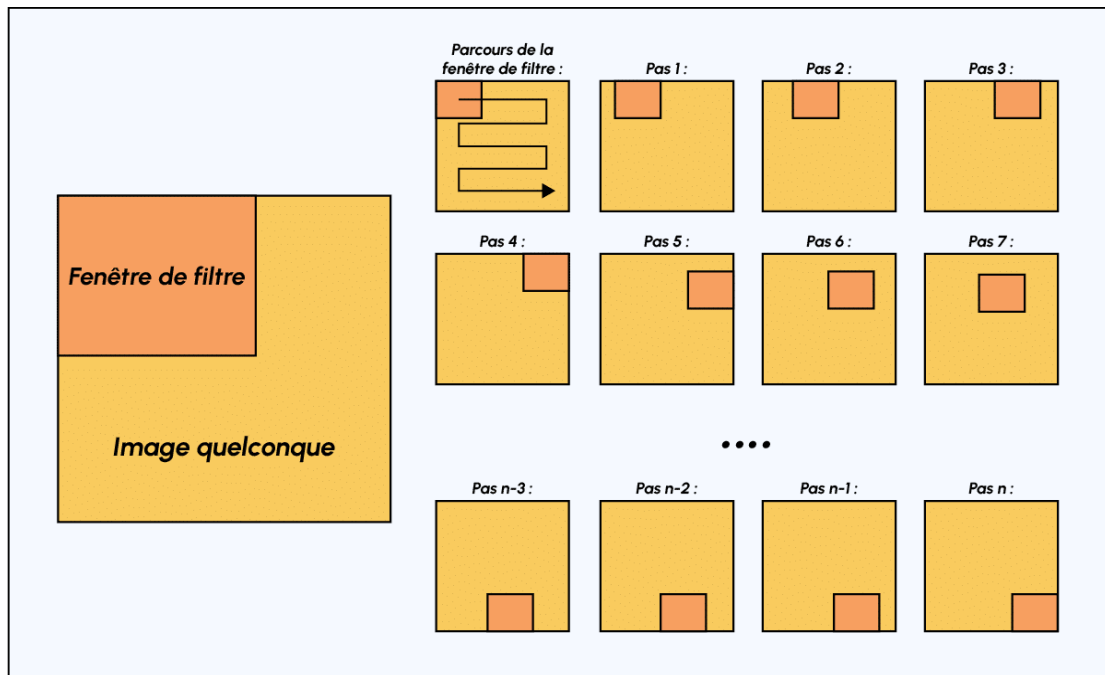 Parcours de la
fenêtre de filtre :
Pas 1 :
Pas 2 :
Pas 3 :
Fenêtre de filtre
Image quelconque
Pas 4 :
Pas 5 :
Pas 6 :
Pas 7 :
....
Pas n-3 :
Pas n-2 :
Pas n-1 :
Pas n :